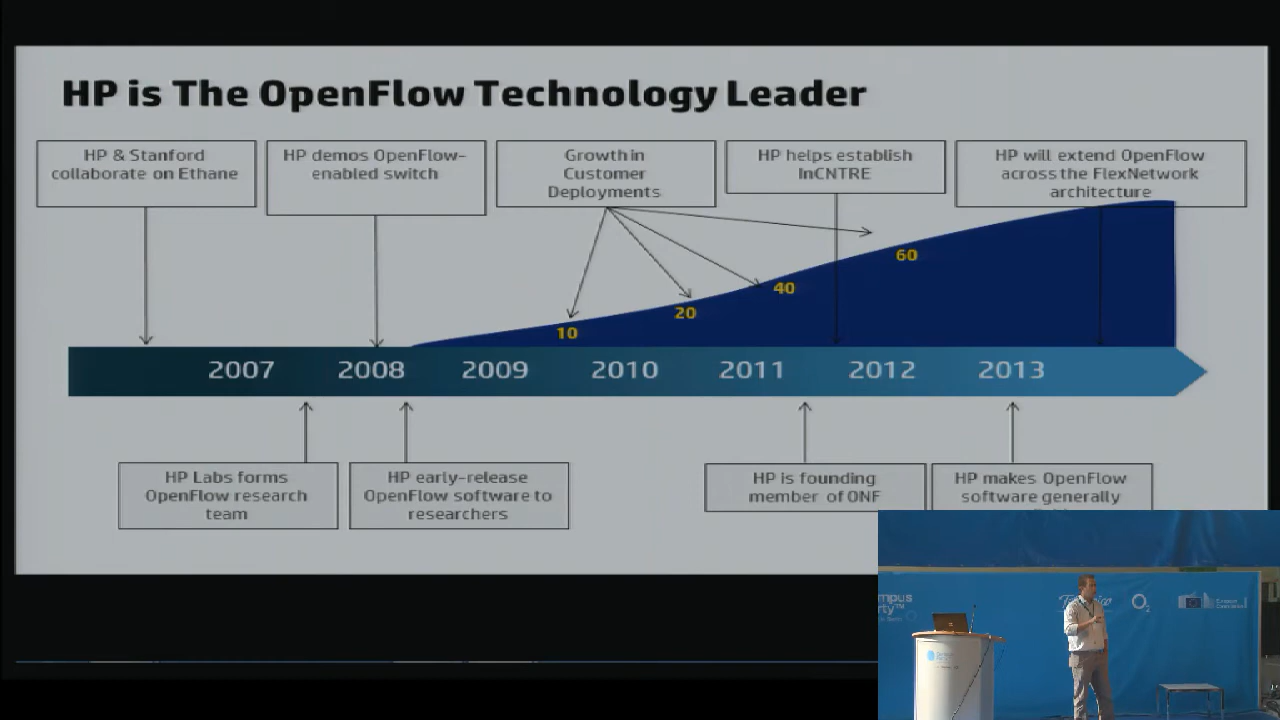 HP is The OpenFlow Technology Leader
HP & Stanford
collaborate on Ethane
HP demos OpenFlow-
enabled switch
Growth in
Customer
Deployments
HP helps establish
InCNTRE
HP will extend OpenFlow
across the FlexNetwork
architecture
60
40
20
10
2007 2008 2009 2010 2011 2012 2013
HP Labs forms
OpenFlow research
team
HP early-release
OpenFlow software to
researchers
HP is founding
member of ONF
HP makes OpenFlow
software generally
O2